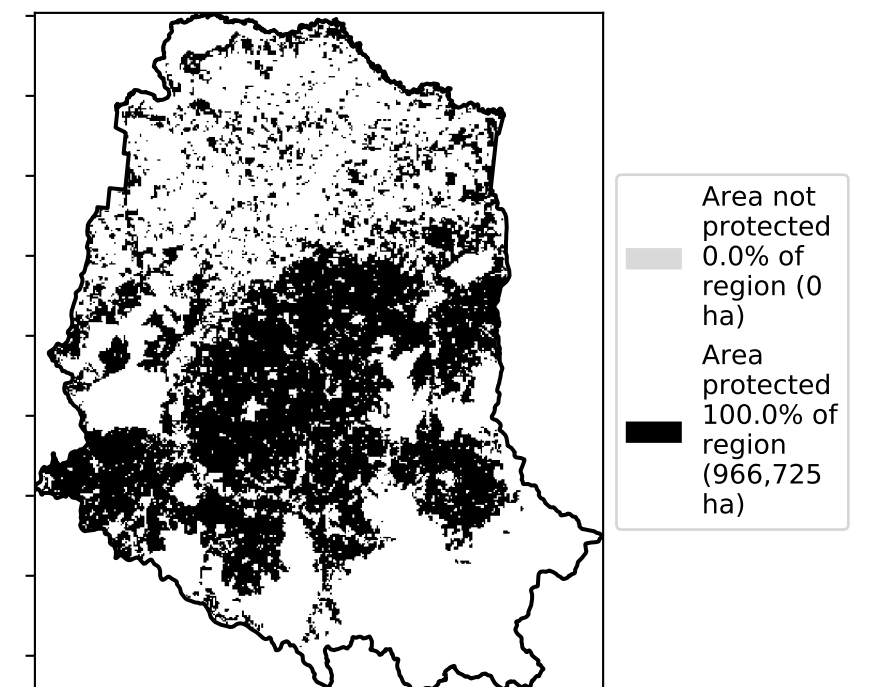 Area not
protected
0.0% of
region (0
ha)
Area
protected
100.0% of
region
(966,725
ha)